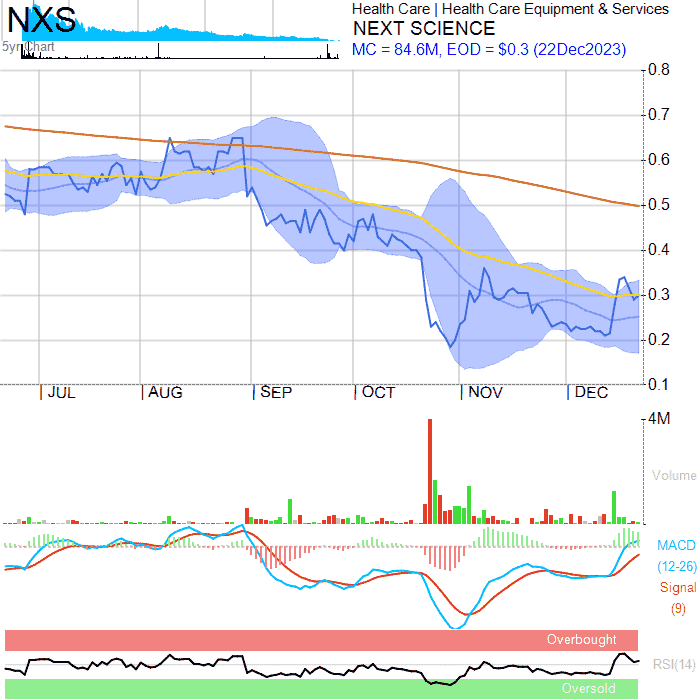 NXS
5yr Chart
Health Care | Health Care Equipment & Services
NEXT SCIENCE
MC = 84.6M, EOD = $0.3 (22Dec2023)
0.8
0.7
0.6
0.5
0.4
0.3
0.2
0.1
JUL
AUG
SEP
OCT
NOV
DEC
4M
Volume
MACD
(12-26)
Signal
(9)
Overbought
RSI(14)
Oversold